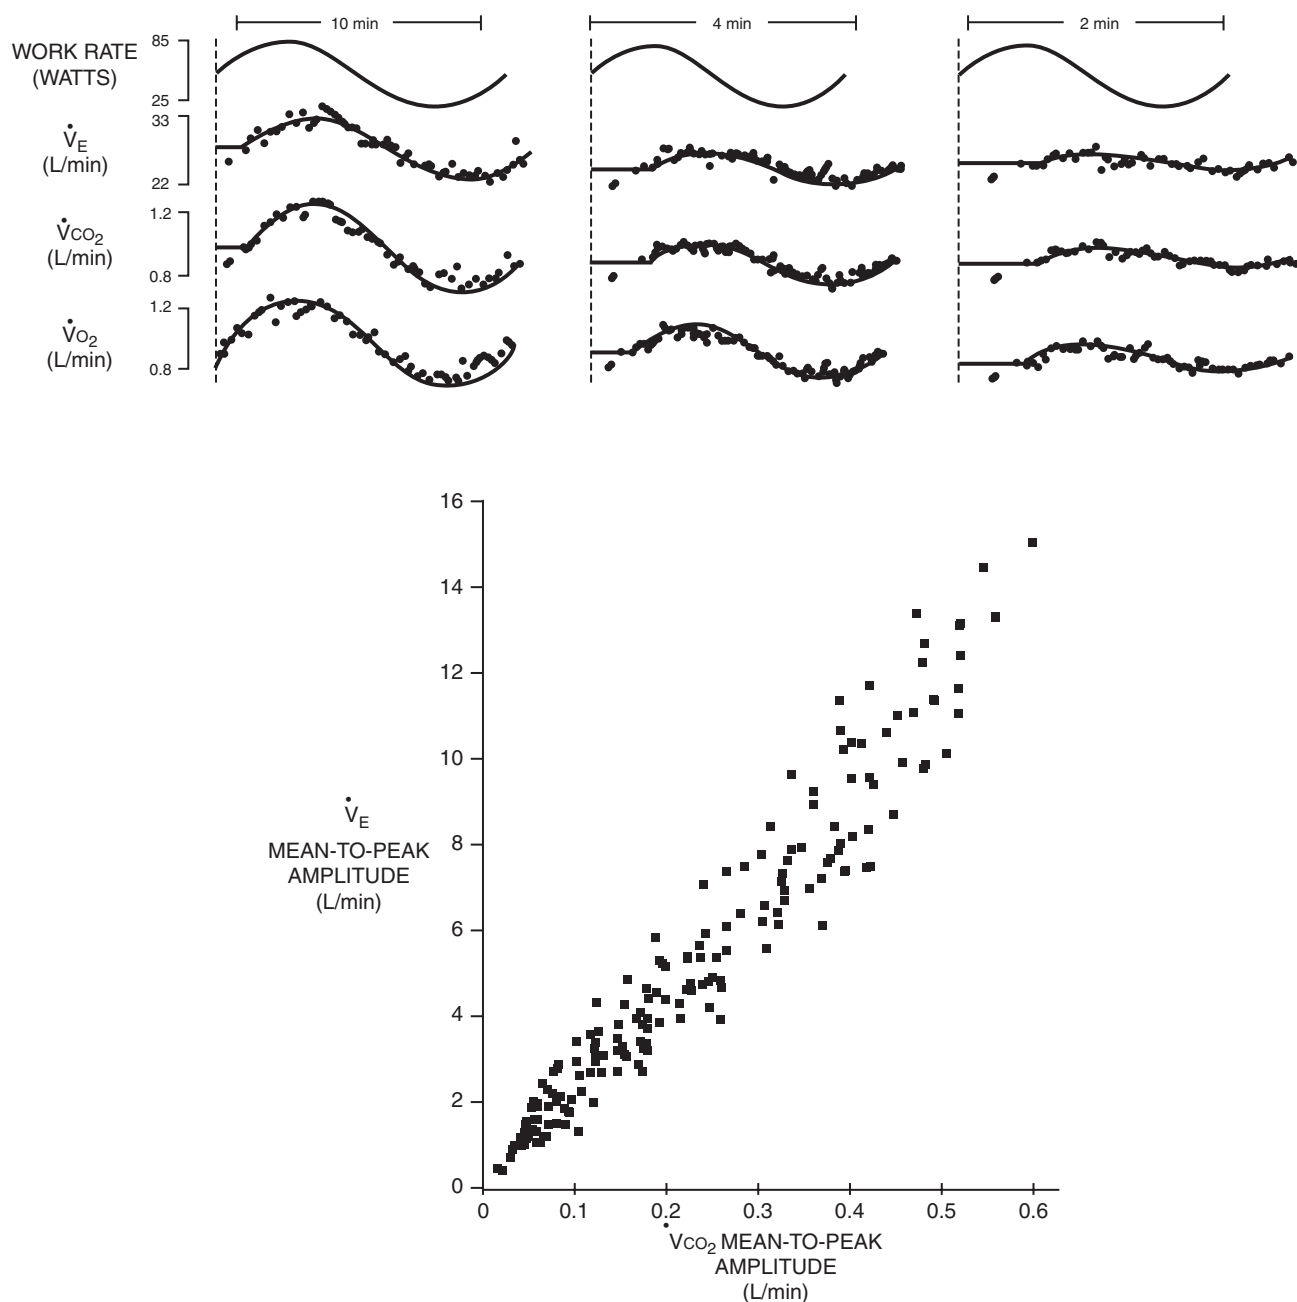 10 min
4 min
2 min
WORK RATE
(WATTS)
85
25
V̇E
(L/min)
33
22
V̇CO2
(L/min)
1.2
0.8
V̇O2
(L/min)
1.2
0.8
16
14
12
10
8
6
4
2
0
V̇E
MEAN-TO-PEAK
AMPLITUDE
(L/min)
0 0.1 0.2 0.3 0.4 0.5 0.6
V̇CO2 MEAN-TO-PEAK
AMPLITUDE
(L/min)